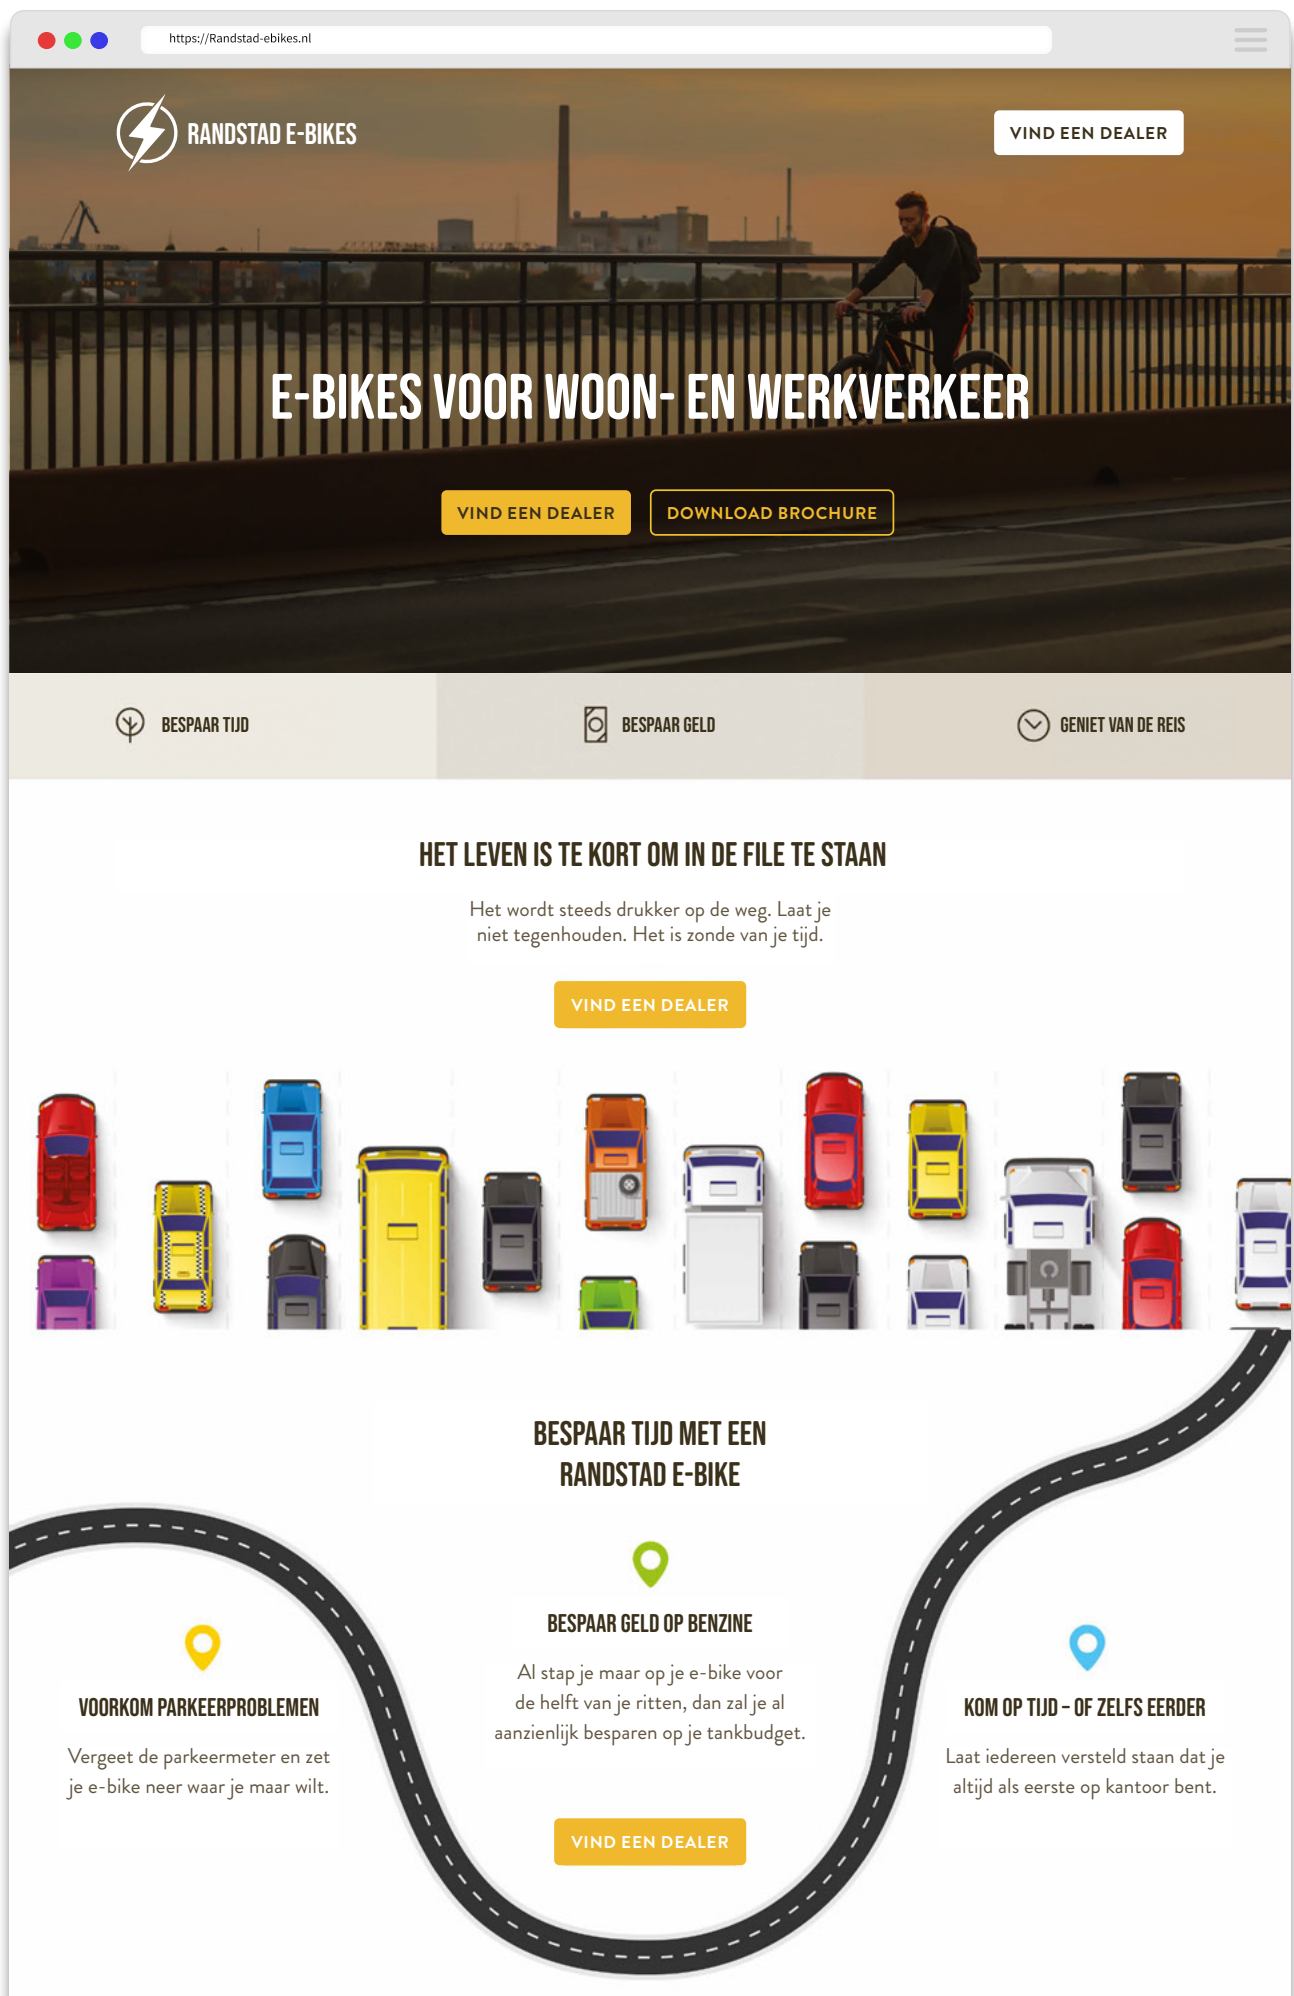 https://Randstad-ebikes.nl
RANDSTAD E-BIKES
VIND EEN DEALER
E-BIKES VOOR WOON- EN WERKVERKEER
VIND EEN DEALER
DOWNLOAD BROCHURE
BESPAAR TIJD
BESPAAR GELD
GENIET VAN DE REIS
HET LEVEN IS TE KORT OM IN DE FILE TE STAAN
Het wordt steeds drukker op de weg. Laat je
niet tegenhouden. Het is zonde van je tijd.
VIND EEN DEALER
BESPAAR TIJD MET EEN
RANDSTAD E-BIKE
BESPAAR GELD OP BENZINE
Al stap je maar op je e-bike voor
de helft van je ritten, dan zal je al
aanzienlijk besparen op je tankbudget.
VOORKOM PARKEERPROBLEMEN
Vergeet de parkeermeter en zet
je e-bike neer waar je maar wilt.
KOM OP TIJD – OF ZELFS EERDER
Laat iedereen versteld staan dat je
altijd als eerste op kantoor bent.
VIND EEN DEALER